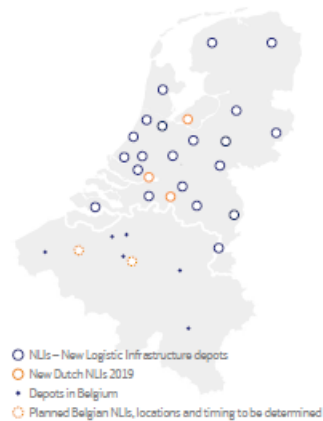 NLIs – New Logistic Infrastructure depots
New Dutch NLIs 2019
Depots in Belgium
Planned Belgian NLIs, locations and timing to be determined